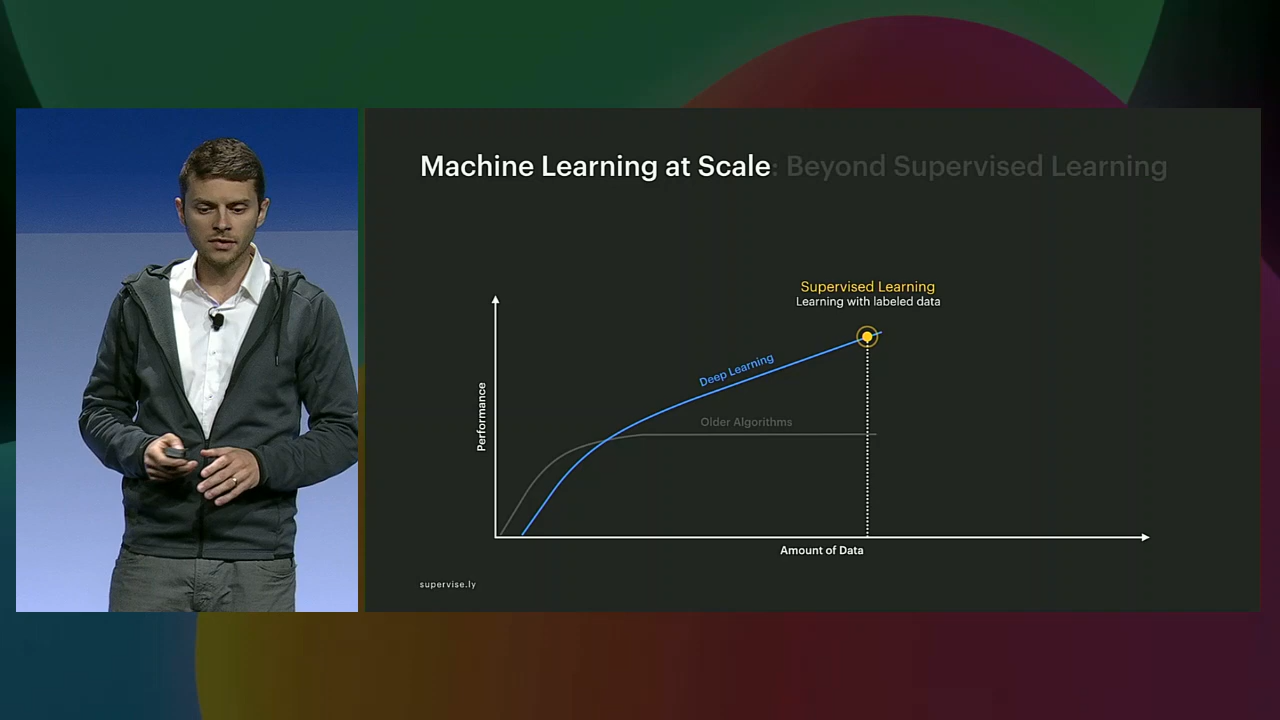 Machine Learning at Scale: Beyond Supervised Learning
Supervised Learning
Learning with labeled data
Deep Learning
Older Algorithms
Performance
Amount of Data
supervise.ly